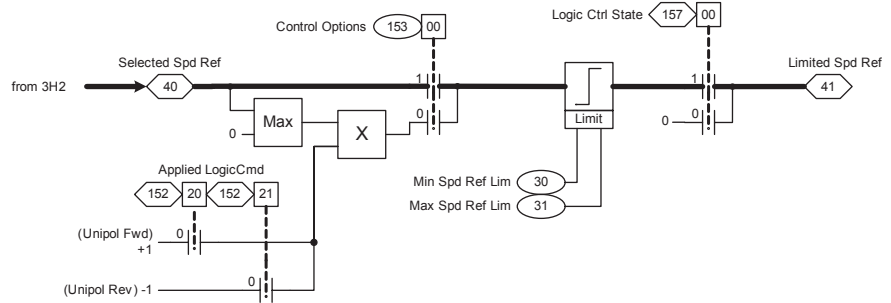 Control Options
153
00
Logic Ctrl State
157
00
Selected Spd Ref
Limited Spd Ref
from 3H2
40
1
1
41
Max
0
0
X
0
0
Limit
Applied LogicCmd
152
20
152
21
Min Spd Ref Lim
30
Max Spd Ref Lim
31
(Unipol Fwd)
+1
0
(Unipol Rev) -1
0